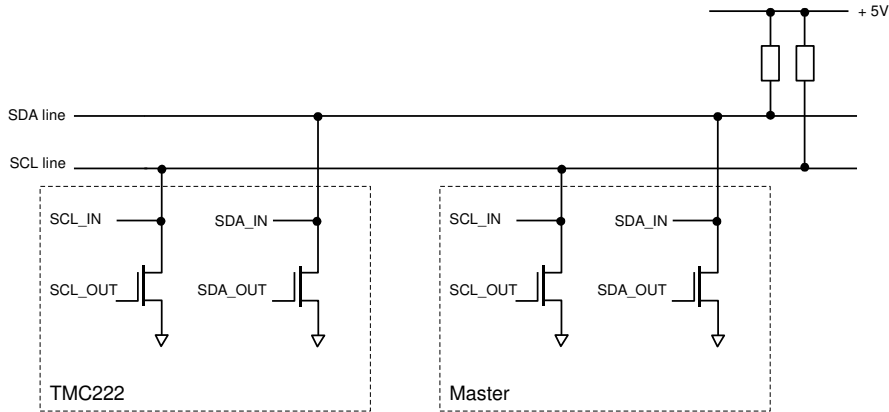 + 5V
SDA line
SCL line
SCL_IN
SDA_IN
SCL_IN
SDA_IN
SCL_OUT
SDA_OUT
SCL_OUT
SDA_OUT
TMC222
Master